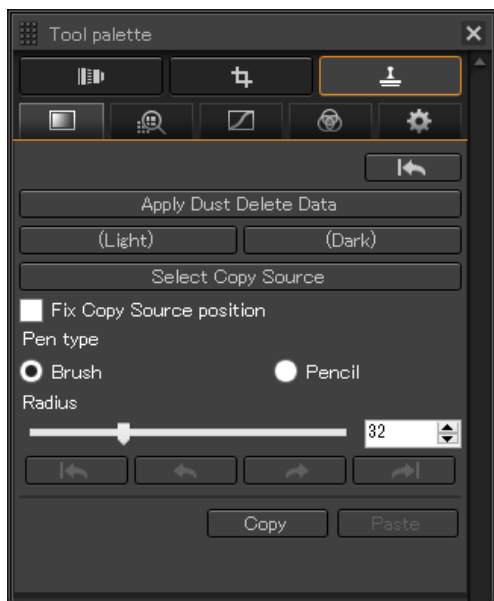 Tool palette
Apply Dust Delete Data
(Light) (Dark)
Select Copy Source
Fix Copy Source position
Pen type
Brush Pencil
Radius
32
Copy Paste